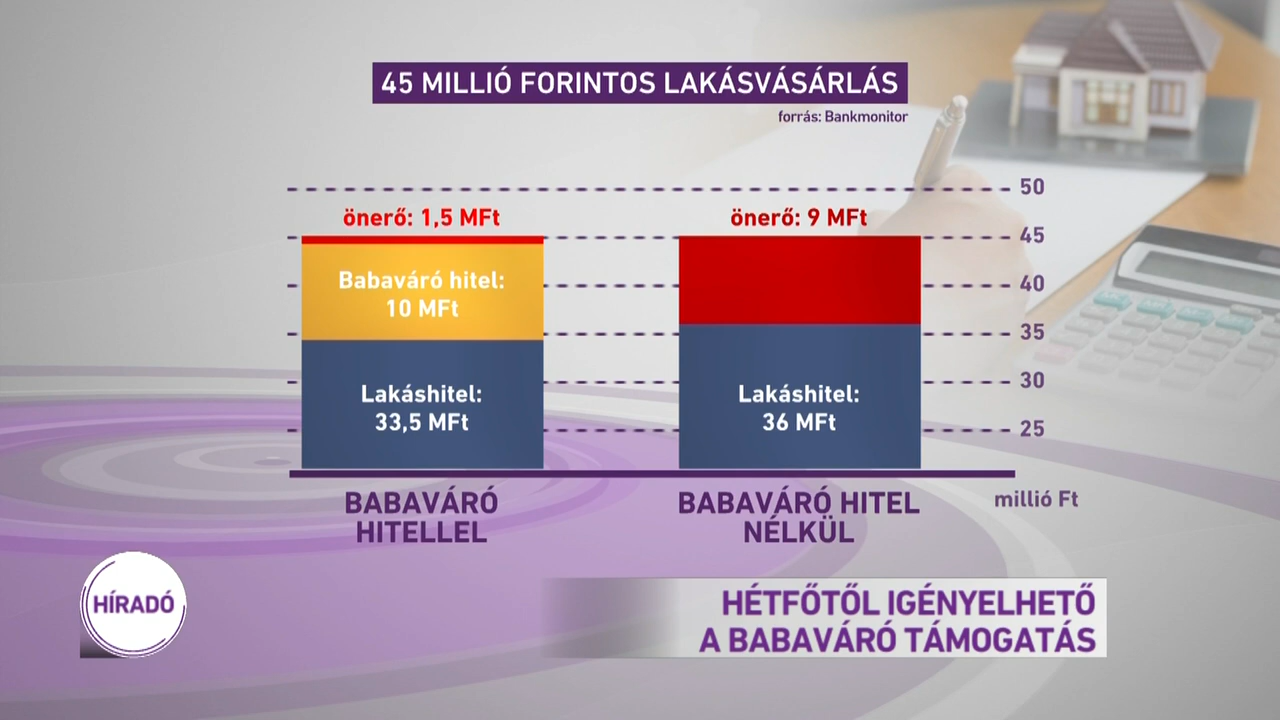 45 MILLIÓ FORINTOS LAKÁSVÁSÁRLÁS
forrás: Bankmonitor
50
önerő: 1,5 MFt
önerő: 9 MFt
45
Babaváró hitel:
10 MFt
40
35
Lakáshitel:
33,5 MFt
Lakáshitel:
36 MFt
30
25
BABAVÁRÓ
HITELLEL
BABAVÁRÓ HITEL
NÉLKÜL
millió Ft
HÍRADÓ
HÉTFŐTŐL IGÉNYELHETŐ
A BABAVÁRÓ TÁMOGATÁS